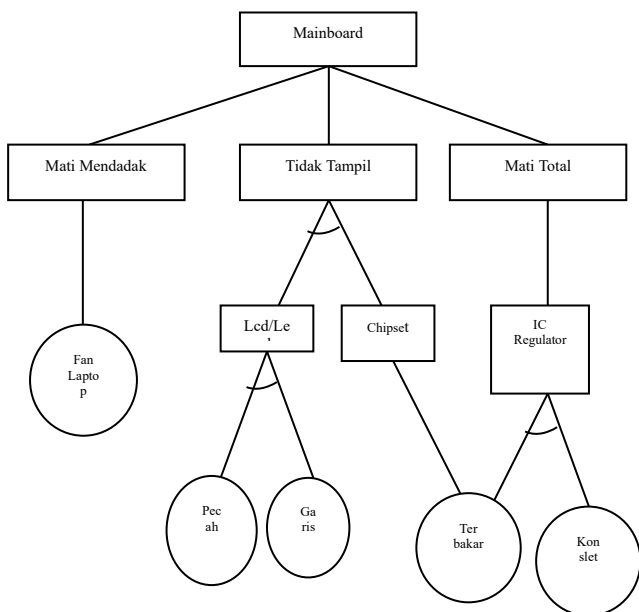 Mainboard
Mati Mendadak
Tidak Tampil
Mati Total
Lcd/Le
Chipset
IC
Regulator
Fan
Lapto
p
Pec
ah
Ga
ris
Ter
bakar
Kon
slet